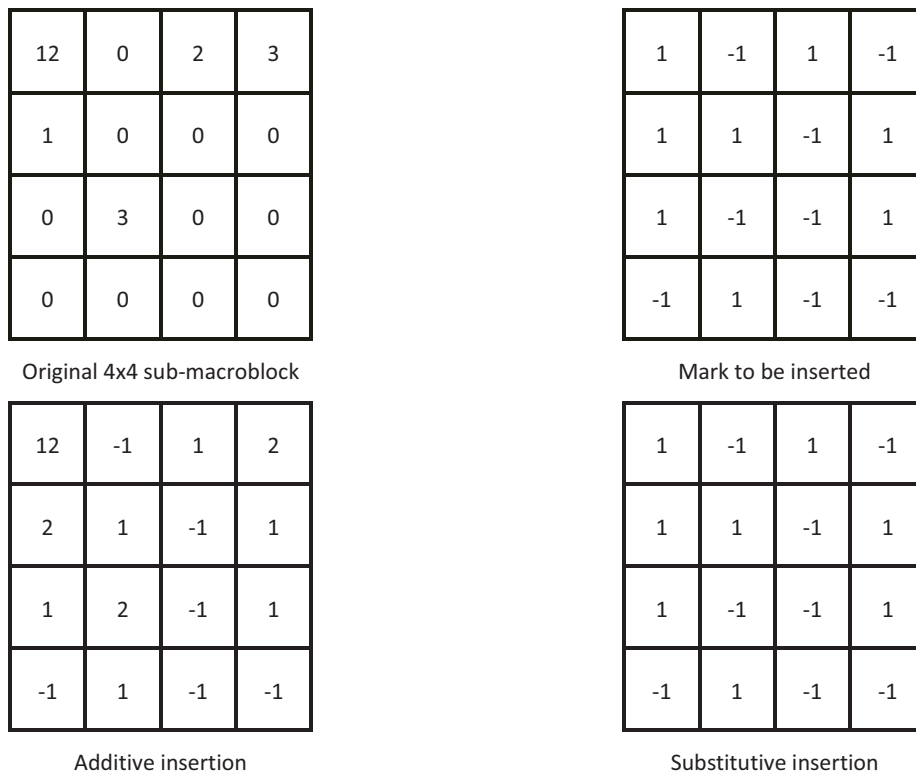 12 0 2 3
1 0 0 0
0 3 0 0
0 0 0 0
Original 4x4 sub-macroblock
1 -1 1 -1
1 1 -1 1
1 -1 -1 1
-1 1 -1 -1
Mark to be inserted
12 -1 1 2
2 1 -1 1
1 2 -1 1
-1 1 -1 -1
Additive insertion
1 -1 1 -1
1 1 -1 1
1 -1 -1 1
-1 1 -1 -1
Substitutive insertion